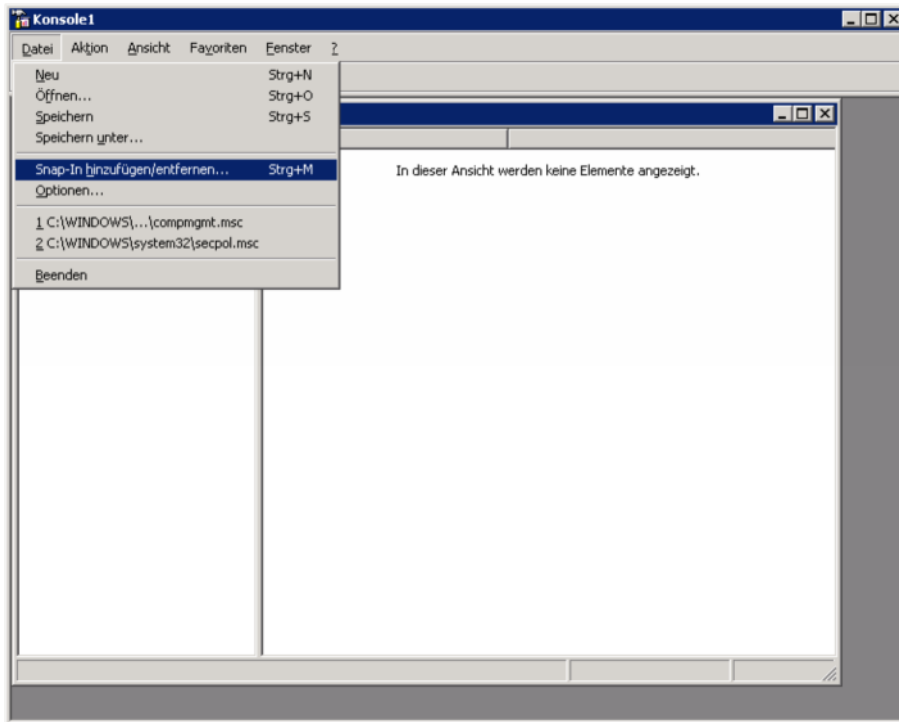 Konsole1
Datei Aktion Ansicht Favoriten Fenster ?
Neu Strg+N
Öffnen... Strg+O
Speichern Strg+S
Speichern unter...
Snap-In hinzufügen/entfernen... Strg+M
Optionen...
1 C:\WINDOWS\...\compmgmt.msc
2 C:\WINDOWS\system32\secpol.msc
Beenden
In dieser Ansicht werden keine Elemente angezeigt.